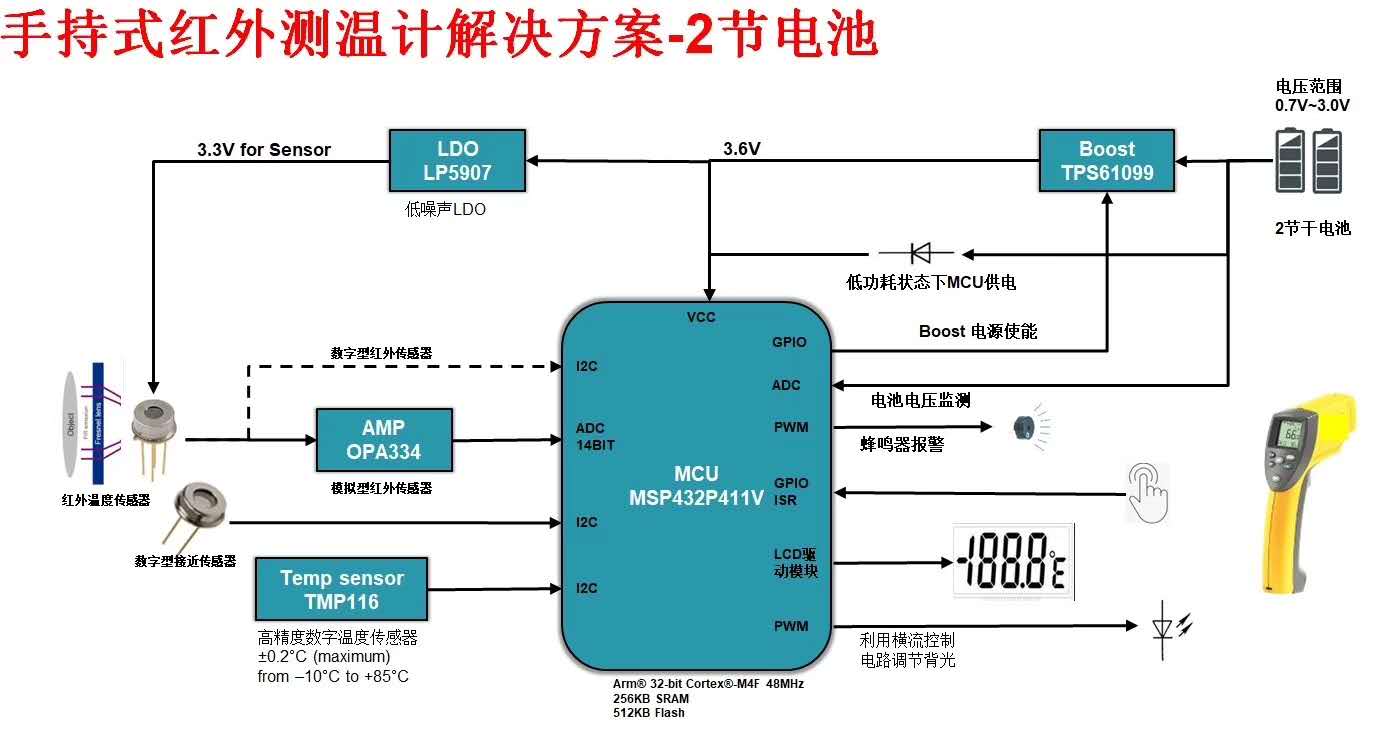 手持式红外测温计解决方案-2节电池
电压范围
0.7V~3.0V
3.3V for Sensor
LDO
LP5907
低噪声LDO
3.6V
Boost
TPS61099
2节干电池
低功耗状态下MCU供电
VCC
Boost 电源使能
GPIO
数字型红外传感器
I2C
ADC
电池电压监测
Object
Fresnel lens
红外温度传感器
AMP
OPA334
模拟型红外传感器
ADC
14BIT
PWM
蜂鸣器报警
MCU
MSP432P411V
GPIO
ISR
数字型接近传感器
I2C
LCD驱
动模块
-188.8°C
Temp sensor
TMP116
I2C
高精度数字温度传感器
±0.2°C (maximum)
from –10°C to +85°C
PWM
利用横流控制
电路调节背光
Arm® 32-bit Cortex®-M4F 48MHz
256KB SRAM
512KB Flash